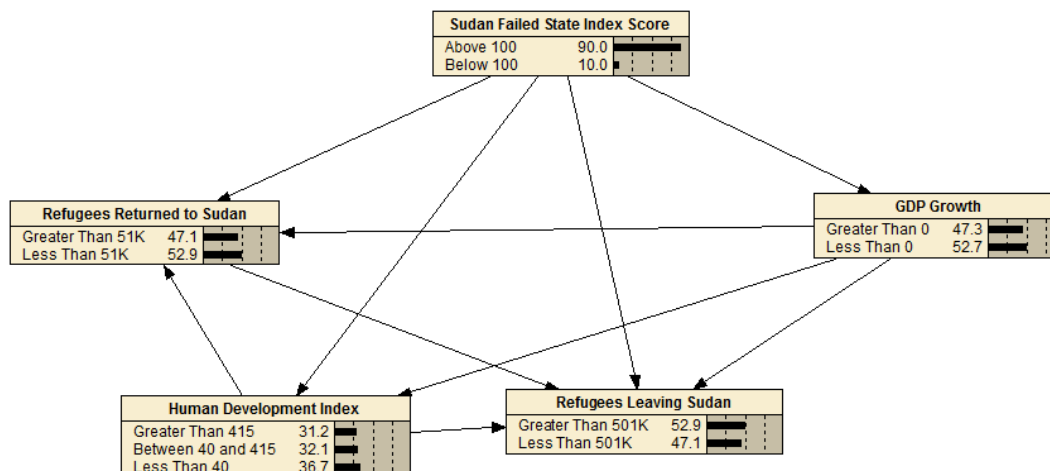 Sudan Failed State Index Score
Above 100 90.0
Below 100 10.0
Refugees Returned to Sudan
Greater Than 51K 47.1
Less Than 51K 52.9
GDP Growth
Greater Than 0 47.3
Less Than 0 52.7
Human Development Index
Greater Than 415 31.2
Between 40 and 415 32.1
Less Than 40 36.7
Refugees Leaving Sudan
Greater Than 501K 52.9
Less Than 501K 47.1